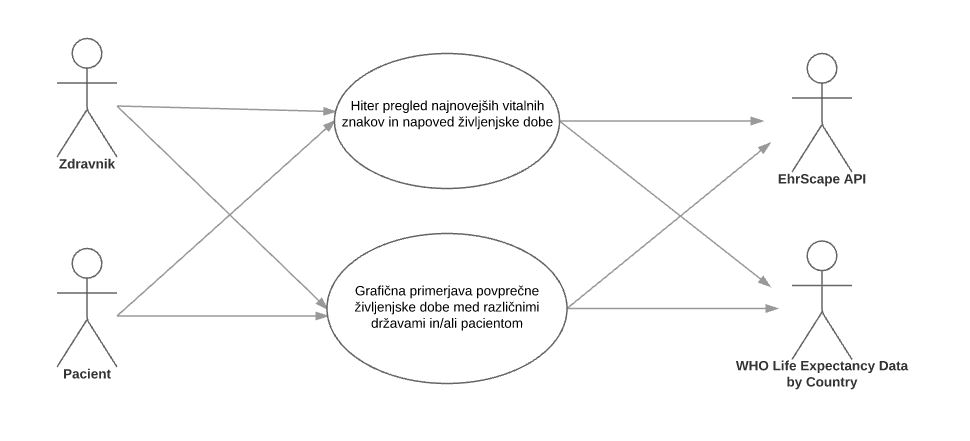 Hiter pregled najnovejših vitalnih
znakov in napoved življenjske dobe
Zdravnik
EhrScape API
Grafična primerjava povprečne
življenjske dobe med različnimi
državami in/ali pacientom
Pacient
WHO Life Expectancy Data
by Country